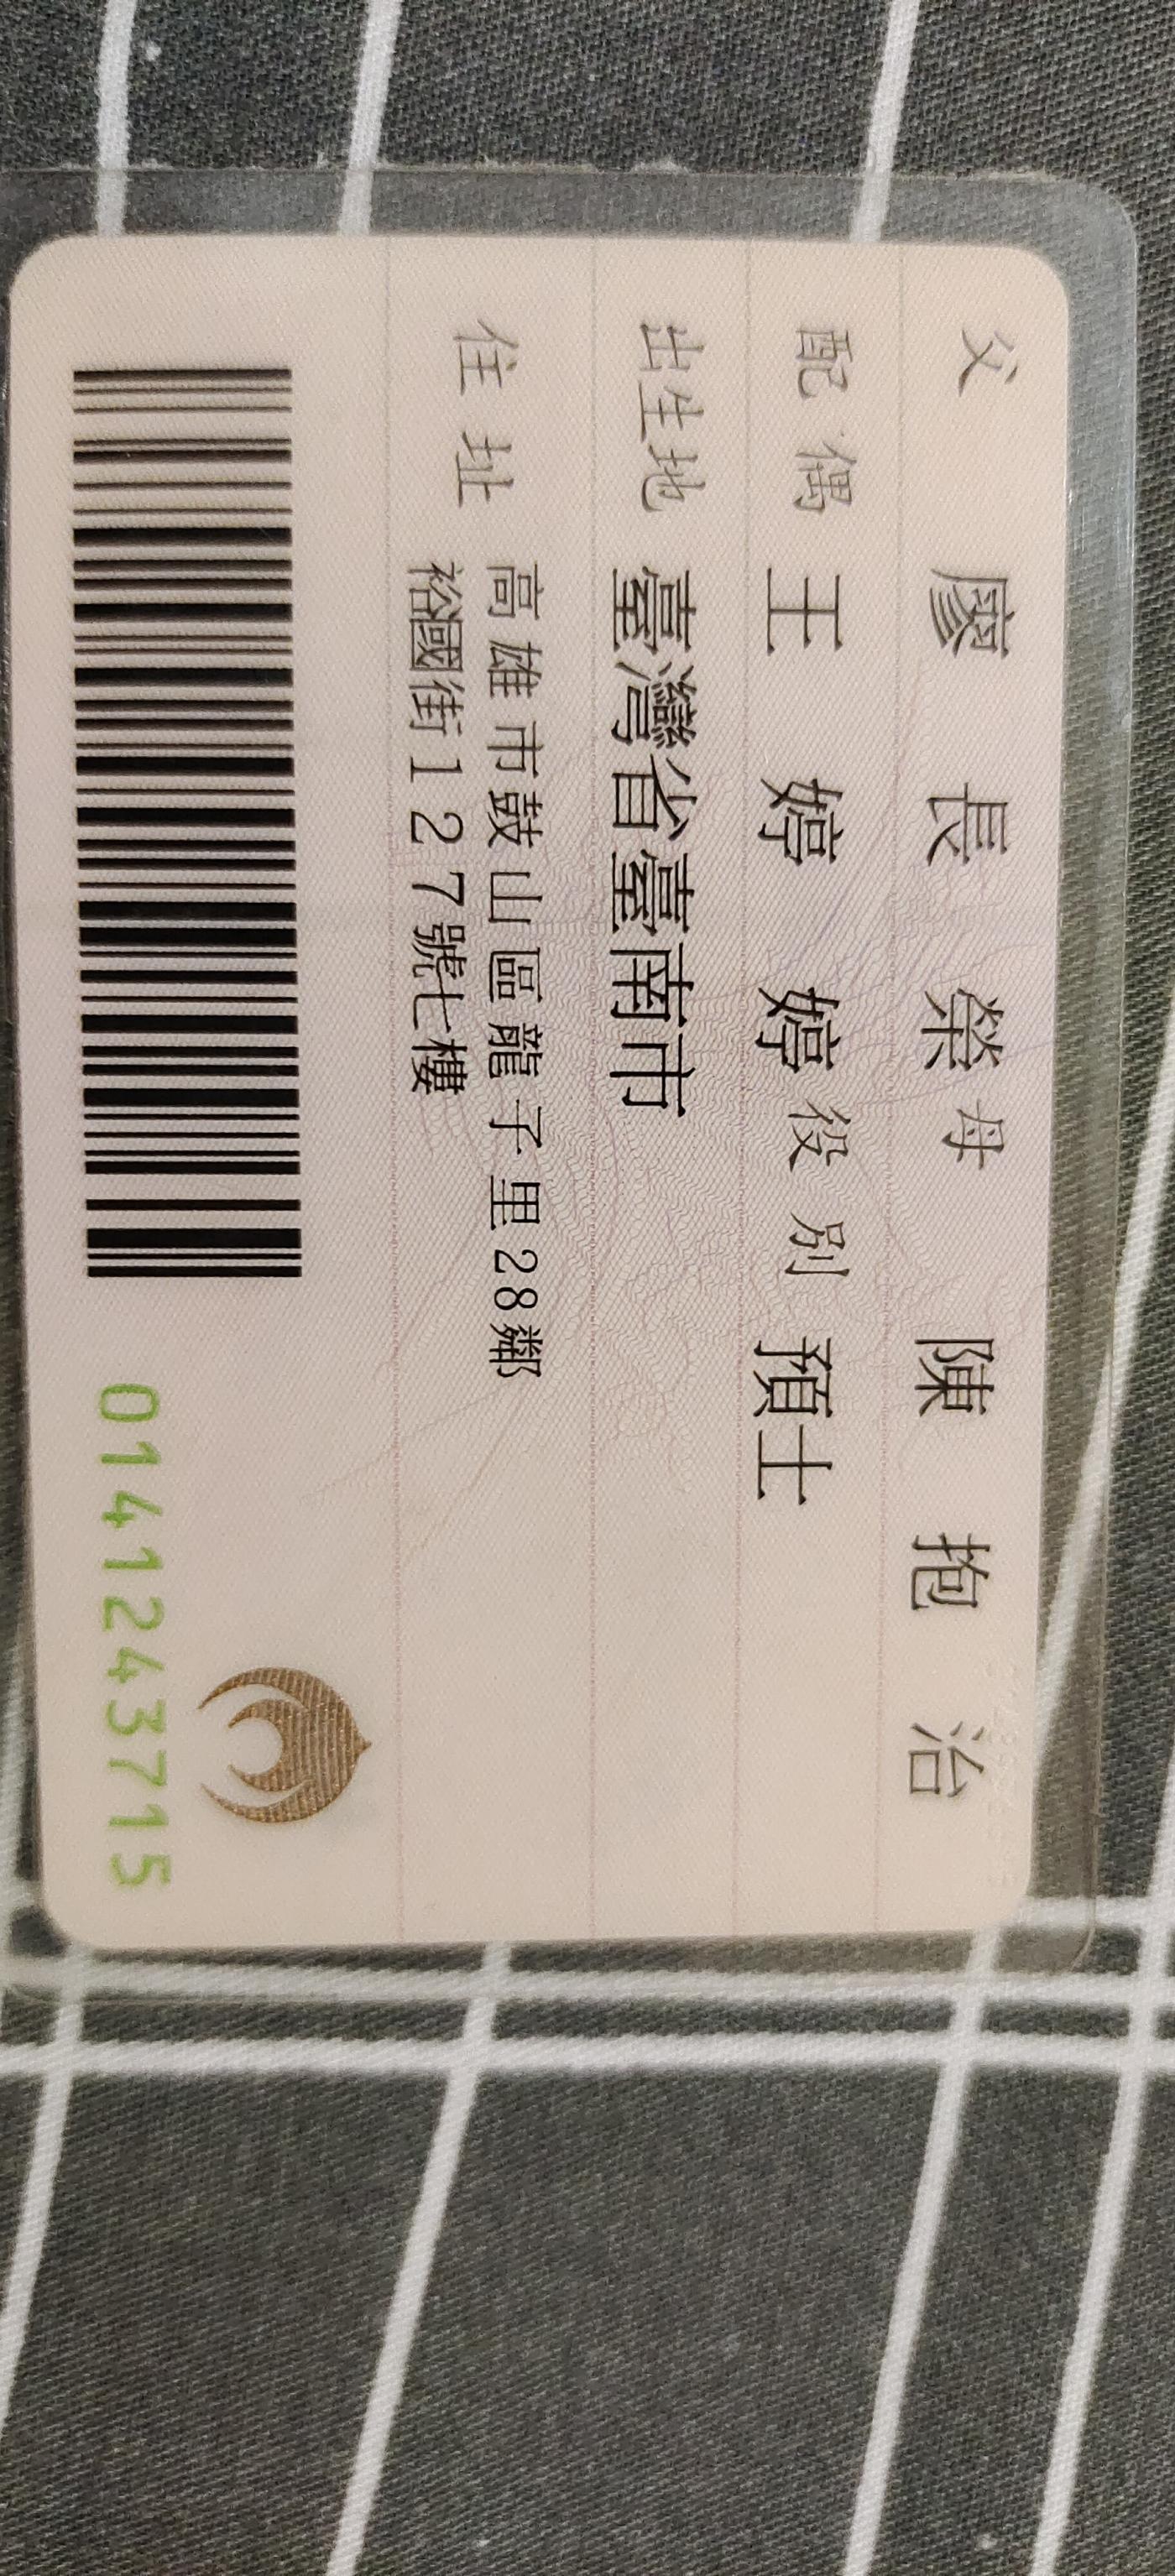 父 廖長榮 母 陳抱治
配偶 王婷婷 役別 預士
出生地 臺灣省臺南市
住址 高雄市鼓山區龍子里28鄰
裕國街127號七樓
0141243715